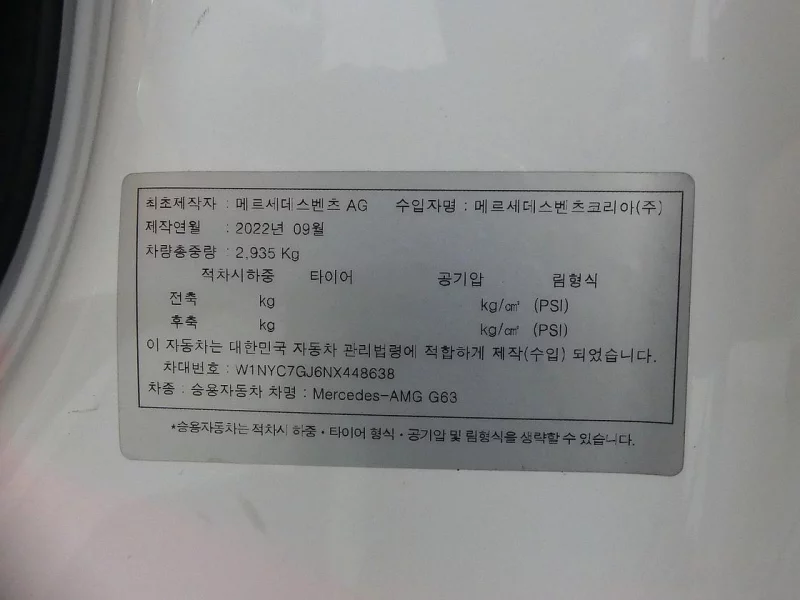 최초제작자 : 메르세데스벤츠 AG 수입자명 : 메르세데스벤츠코리아(주)
제작연월 : 2022년 09월
차량총중량 : 2,935 Kg
적차시하중 타이어 공기압 림형식
전축 kg kg/㎠ (PSI)
후축 kg kg/㎠ (PSI)
이 자동차는 대한민국 자동차 관리법령에 적합하게 제작(수입) 되었습니다.
차대번호 : W1NYC7GJ6NX448638
차종 : 승용자동차 차명 : Mercedes-AMG G63
*승용자동차는 적차시 하중·타이어 형식·공기압 및 림형식을 생략할 수 있습니다.